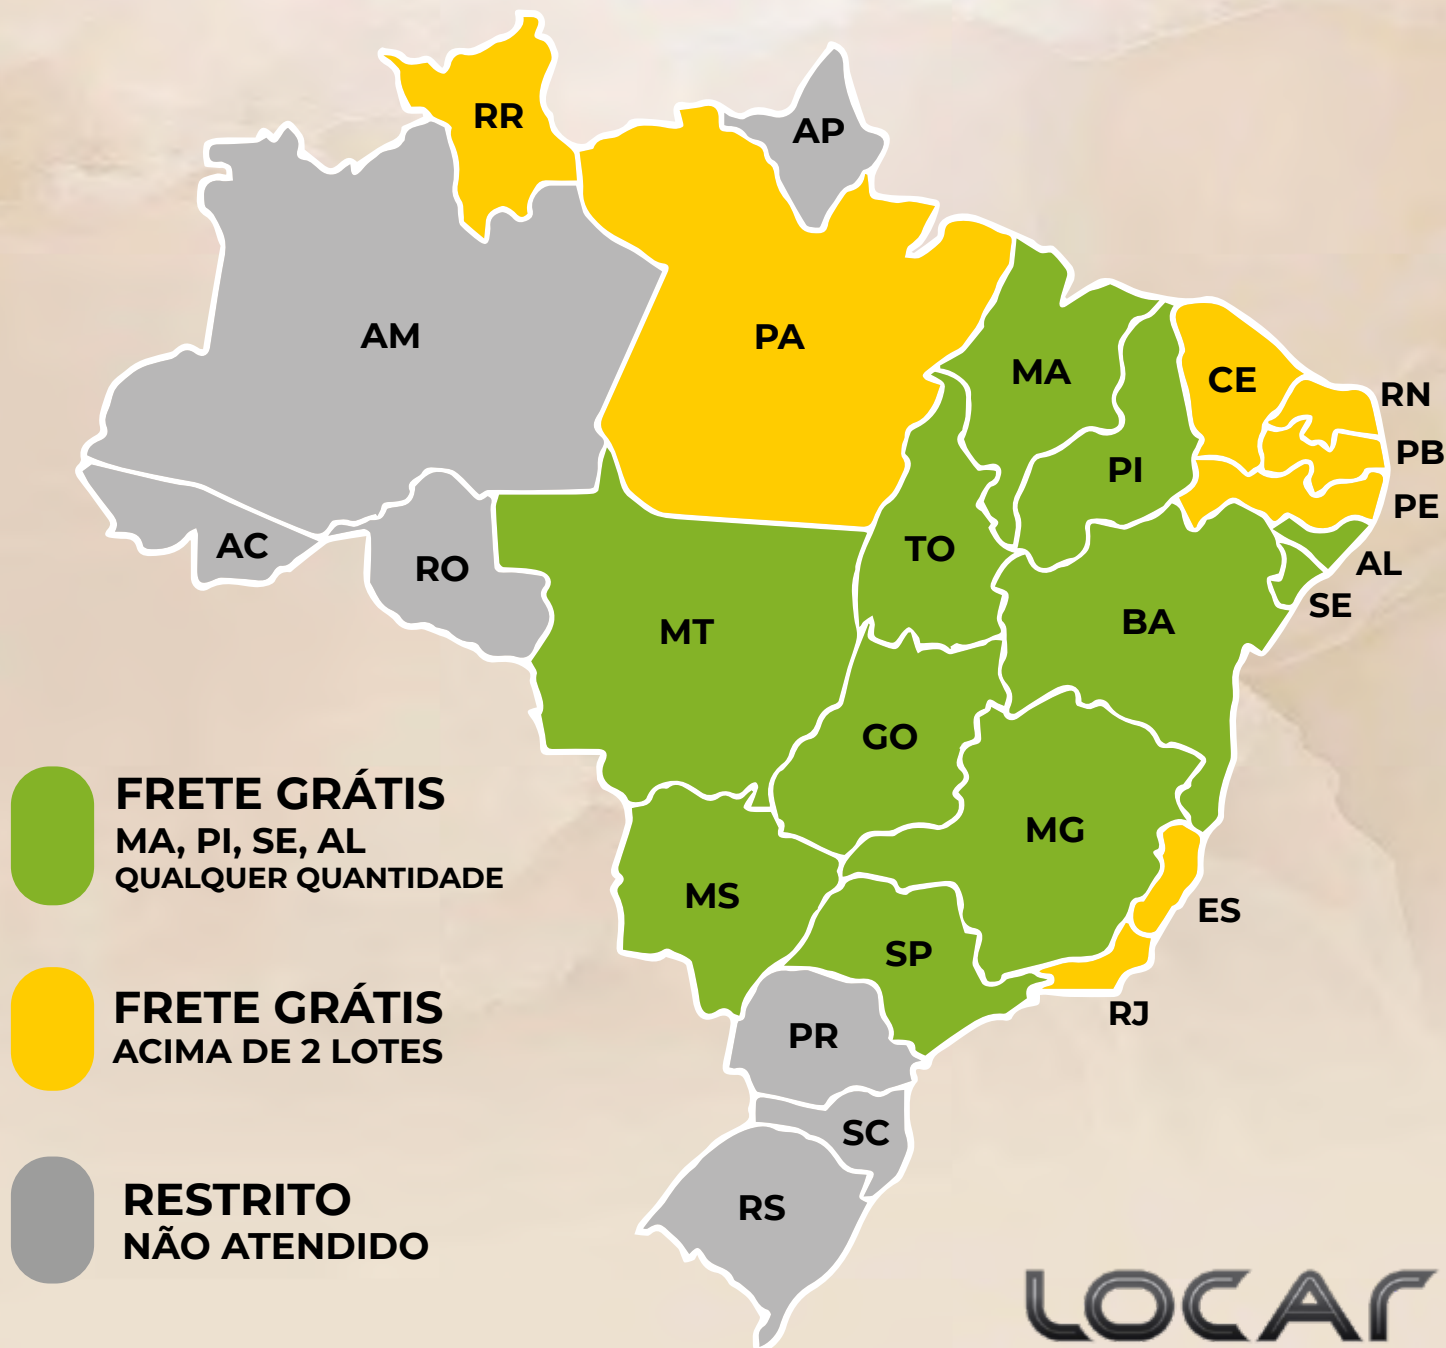 RR
AP
AM
PA
MA
CE
RN
PB
PI
PE
AC
RO
TO
AL
SE
MT
BA
GO
FRETE GRÁTIS
MA, PI, SE, AL
QUALQUER QUANTIDADE
MG
MS
ES
SP
FRETE GRÁTIS
ACIMA DE 2 LOTES
RJ
PR
SC
RESTRITO
NÃO ATENDIDO
RS
LOCAR